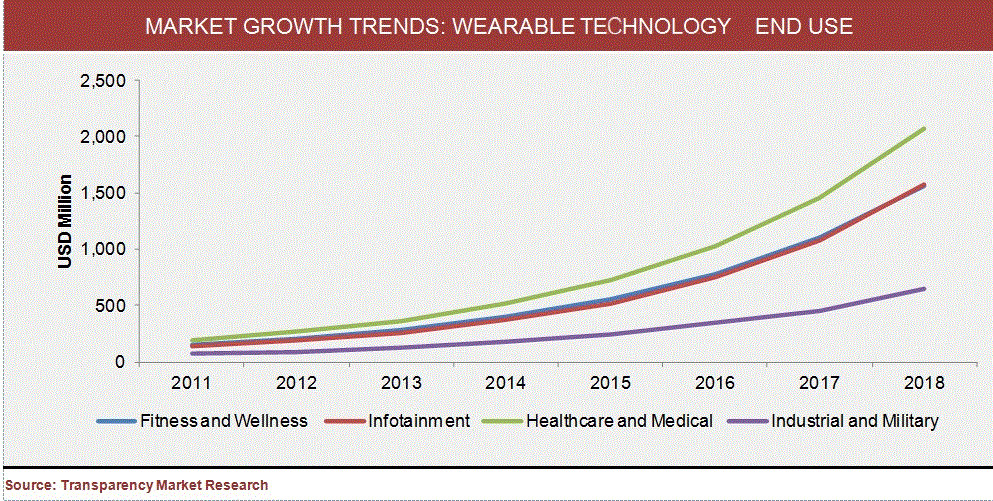 MARKET GROWTH TRENDS: WEARABLE TECHNOLOGY END USE
2,500
2,000
1,500
1,000
500
0
USD Million
2011 2012 2013 2014 2015 2016 2017 2018
Fitness and Wellness Infotainment Healthcare and Medical Industrial and Military
Source: Transparency Market Research